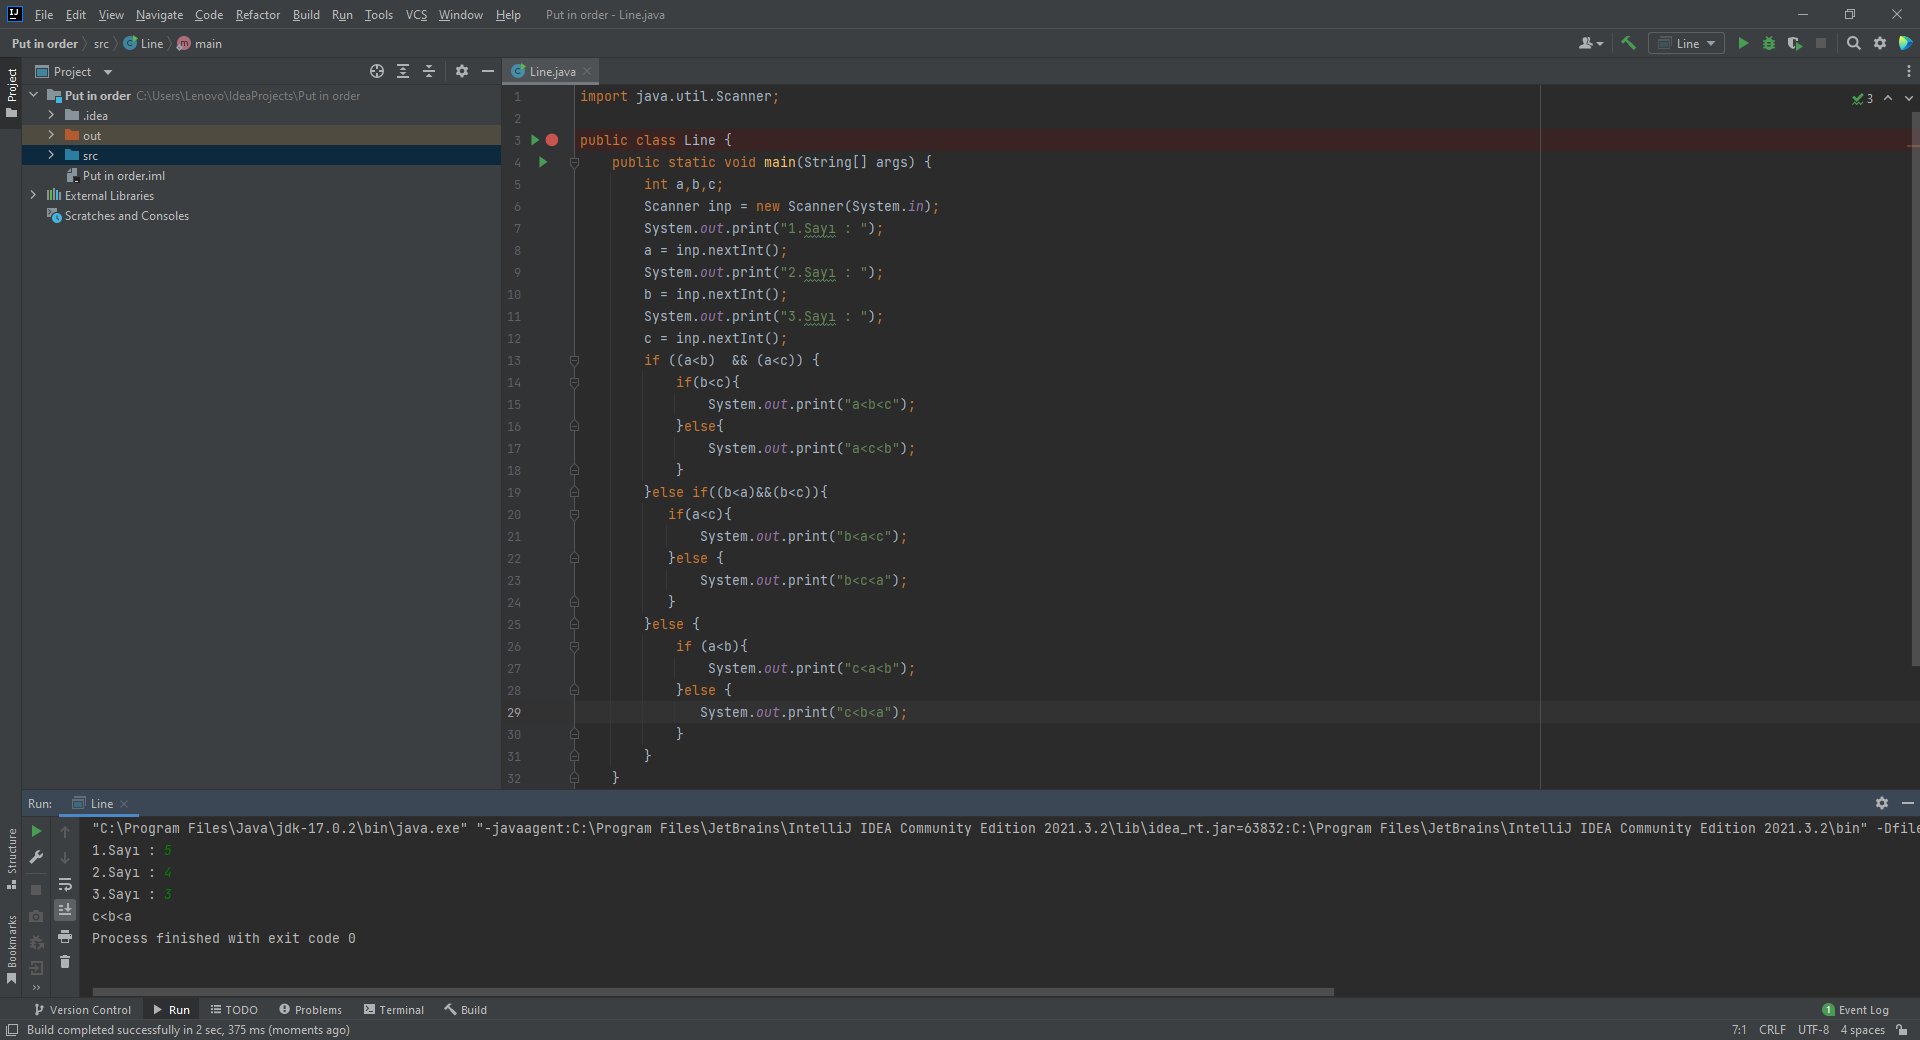 File Edit View Navigate Code Refactor Build Run Tools VCS Window Help Put in order - Line.java
Put in order src Line main
Line
Project
Project
Put in order C:\Users\Lenovo\IdeaProjects\Put in order
.idea
out
src
Put in order.iml
External Libraries
Scratches and Consoles
Line.java
3
1 import java.util.Scanner;
2
3 public class Line {
4 public static void main(String[] args) {
5 int a,b,c;
6 Scanner inp = new Scanner(System.in);
7 System.out.print("1.Sayı : ");
8 a = inp.nextInt();
9 System.out.print("2.Sayı : ");
10 b = inp.nextInt();
11 System.out.print("3.Sayı : ");
12 c = inp.nextInt();
13 if ((a<b)  && (a<c)) {
14 if(b<c){
15 System.out.print("a<b<c");
16 }else{
17 System.out.print("a<c<b");
18 }
19 }else if((b<a)&&(b<c)){
20 if(a<c){
21 System.out.print("b<a<c");
22 }else {
23 System.out.print("b<c<a");
24 }
25 }else {
26 if (a<b){
27 System.out.print("c<a<b");
28 }else {
29 System.out.print("c<b<a");
30 }
31 }
32 }
Run: Line
Structure
Bookmarks
"C:\Program Files\Java\jdk-17.0.2\bin\java.exe" "-javaagent:C:\Program Files\JetBrains\IntelliJ IDEA Community Edition 2021.3.2\lib\idea_rt.jar=63832:C:\Program Files\JetBrains\IntelliJ IDEA Community Edition 2021.3.2\bin" -Dfile
1.Sayı : 5
2.Sayı : 4
3.Sayı : 3
c<b<a
Process finished with exit code 0
Version Control Run TODO Problems Terminal Build 1 Event Log
Build completed successfully in 2 sec, 375 ms (moments ago) 7:1 CRLF UTF-8 4 spaces